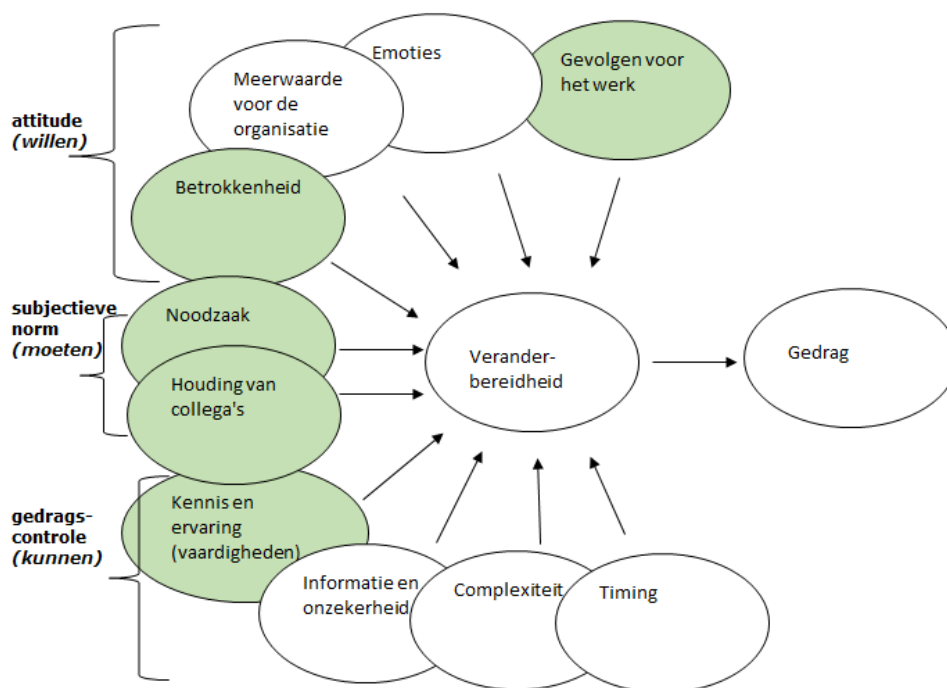 Emoties
Gevolgen voor
het werk
Meerwaarde
voor de
organisatie
attitude
(willen)
Betrokkenheid
subjectieve
norm
(moeten)
Noodzaak
Verander-
bereidheid
Gedrag
Houding van
collega's
gedrags-
controle
(kunnen)
Kennis en
ervaring
(vaardigheden)
Informatie en
onzekerheid
Complexiteit
Timing